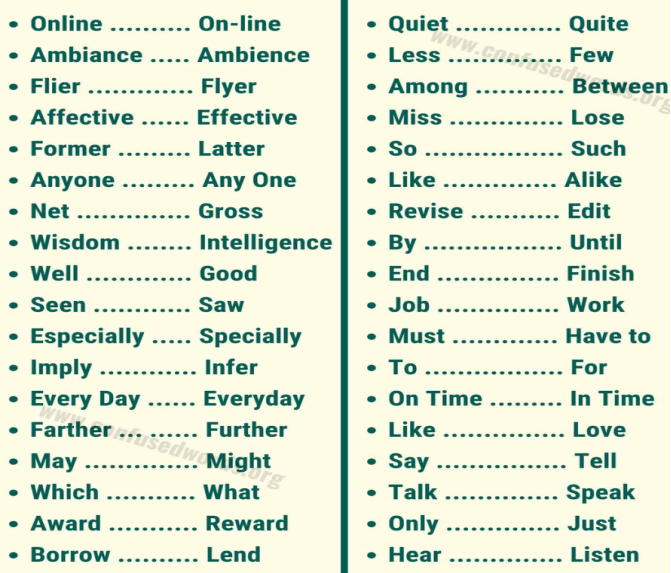 • Online .......... On-line
• Ambiance ..... Ambience
• Flier ............. Flyer
• Affective ...... Effective
• Former ......... Latter
• Anyone ......... Any One
• Net .............. Gross
• Wisdom ........ Intelligence
• Well ............. Good
• Seen ............ Saw
• Especially ..... Specially
• Imply ............. Infer
• Every Day ...... Everyday
• Farther .......... Further
• May .............. Might
• Which ........... What
• Award ............ Reward
• Borrow .......... Lend
www.confusedwords.org
• Quiet ............. Quite
• Less .............. Few
• Among ........... Between
• Miss .............. Lose
• So ................. Such
• Like .............. Alike
• Revise ........... Edit
• By ................. Until
• End ............... Finish
• Job ............... Work
• Must ............. Have to
• To ................. For
• On Time ......... In Time
• Like ............... Love
• Say ................ Tell
• Talk .............. Speak
• Only .............. Just
• Hear .............. Listen
www.confusedwords.org